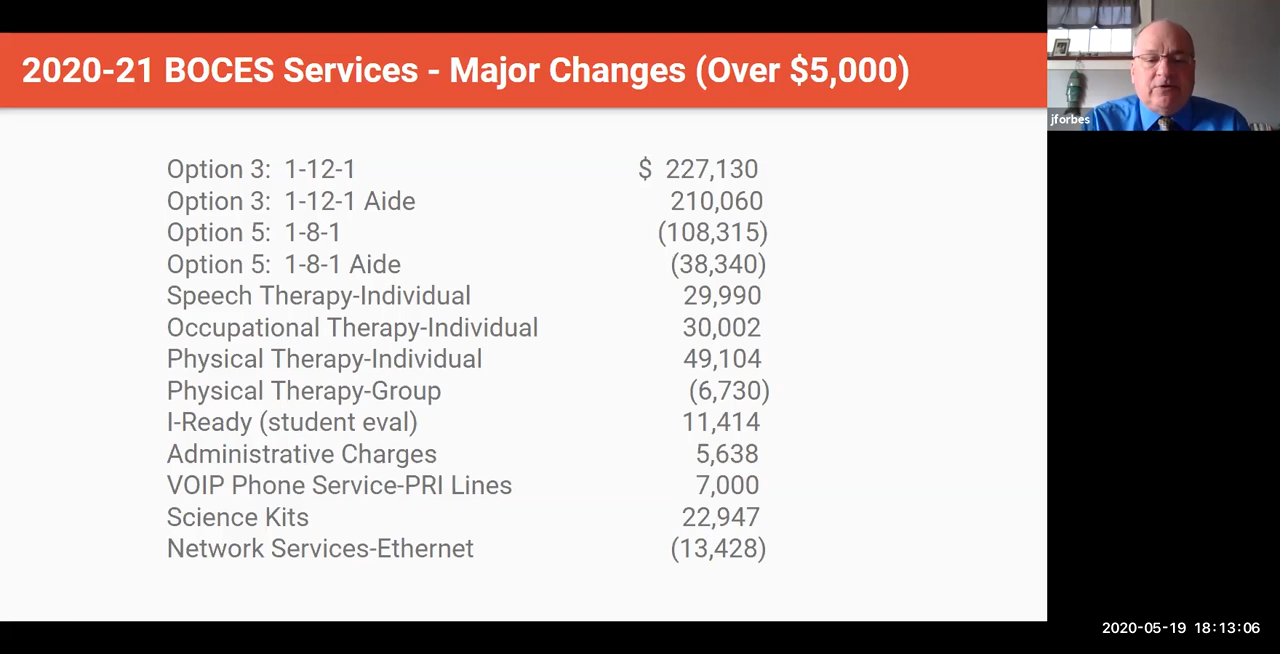 2020-21 BOCES Services - Major Changes (Over $5,000)
jforbes
Option 3: 1-12-1 $ 227,130
Option 3: 1-12-1 Aide 210,060
Option 5: 1-8-1 (108,315)
Option 5: 1-8-1 Aide (38,340)
Speech Therapy-Individual 29,990
Occupational Therapy-Individual 30,002
Physical Therapy-Individual 49,104
Physical Therapy-Group (6,730)
I-Ready (student eval) 11,414
Administrative Charges 5,638
VOIP Phone Service-PRI Lines 7,000
Science Kits 22,947
Network Services-Ethernet (13,428)
2020-05-19 18:13:06